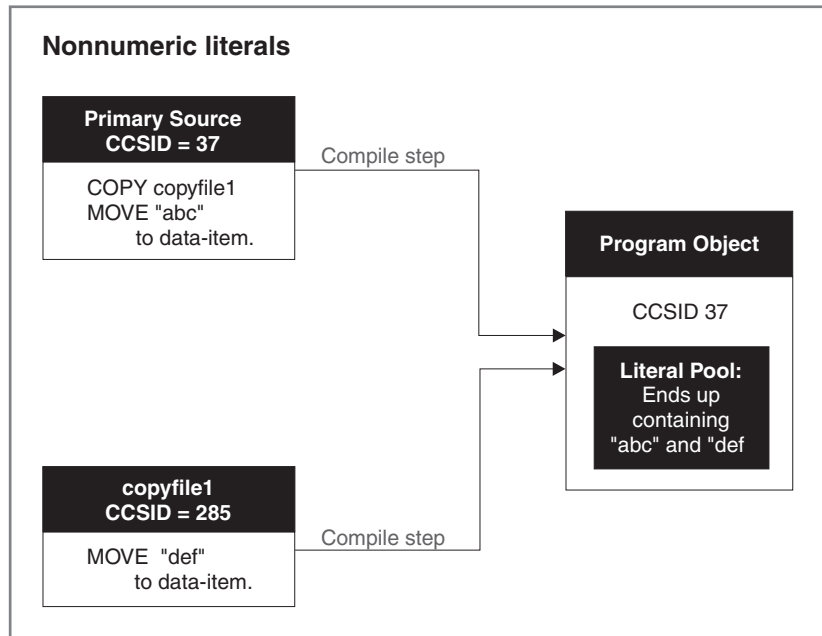 Nonnumeric literals
Primary Source
CCSID = 37
Compile step
COPY copyfile1
MOVE "abc"
to data-item.
Program Object
CCSID 37
Literal Pool:
Ends up
containing
"abc" and "def
copyfile1
CCSID = 285
Compile step
MOVE "def"
to data-item.